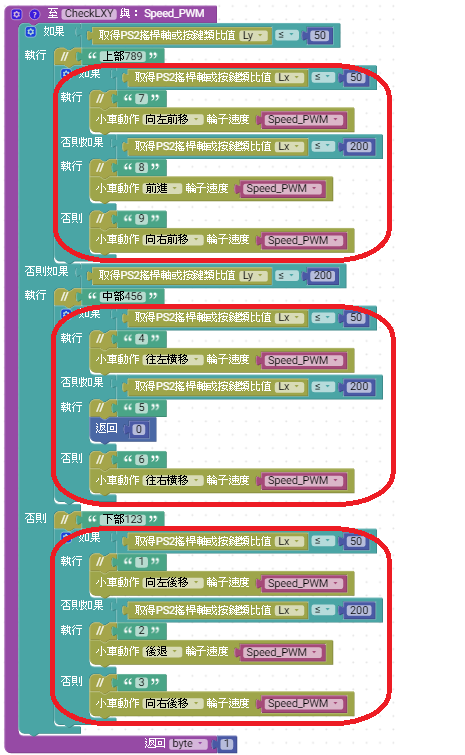 至 CheckLXY 與： Speed_PWM
如果 取得PS2搖桿軸或按鍵類比值 Ly ≤ 50
執行 // “ 上部789 ”
如果 取得PS2搖桿軸或按鍵類比值 Lx ≤ 50
執行 // “ 7 ”
小車動作 向左前移 輪子速度 Speed_PWM
否則如果 取得PS2搖桿軸或按鍵類比值 Lx ≤ 200
執行 // “ 8 ”
小車動作 前進 輪子速度 Speed_PWM
否則 // “ 9 ”
小車動作 向右前移 輪子速度 Speed_PWM
否則如果 取得PS2搖桿軸或按鍵類比值 Ly ≤ 200
執行 // “ 中部456 ”
如果 取得PS2搖桿軸或按鍵類比值 Lx ≤ 50
執行 // “ 4 ”
小車動作 往左橫移 輪子速度 Speed_PWM
否則如果 取得PS2搖桿軸或按鍵類比值 Lx ≤ 200
執行 // “ 5 ”
返回 0
否則 // “ 6 ”
小車動作 往右橫移 輪子速度 Speed_PWM
否則 // “ 下部123 ”
如果 取得PS2搖桿軸或按鍵類比值 Lx ≤ 50
執行 // “ 1 ”
小車動作 向左後移 輪子速度 Speed_PWM
否則如果 取得PS2搖桿軸或按鍵類比值 Lx ≤ 200
執行 // “ 2 ”
小車動作 後退 輪子速度 Speed_PWM
否則 // “ 3 ”
小車動作 向右後移 輪子速度 Speed_PWM
返回 byte 1